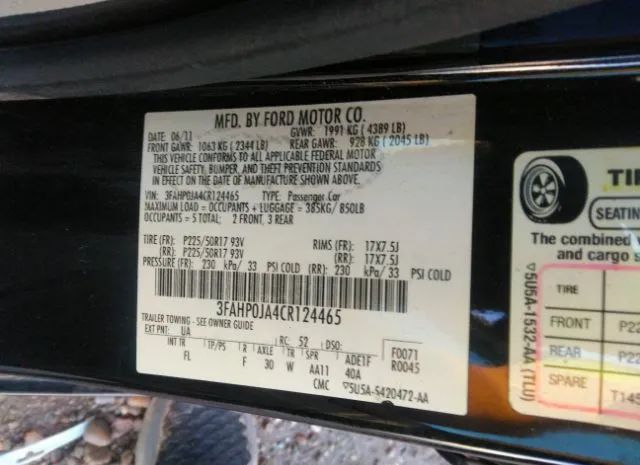 MFD. BY FORD MOTOR CO.
DATE: 06/11 GVWR: 1991 KG ( 4389 LB)
FRONT GAWR: 1063 KG ( 2344 LB) REAR GAWR: 928 KG ( 2045 LB)
THIS VEHICLE CONFORMS TO ALL APPLICABLE FEDERAL MOTOR
VEHICLE SAFETY, BUMPER, AND THEFT PREVENTION STANDARDS
IN EFFECT ON THE DATE OF MANUFACTURE SHOWN ABOVE.
VIN: 3FAHP0JA4CR124465 TYPE: Passenger Car
MAXIMUM LOAD = OCCUPANTS + LUGGAGE = 385KG/ 850LB
OCCUPANTS = 5 TOTAL: 2 FRONT, 3 REAR
TIRE (FR): P225/50R17 93V RIMS (FR): 17X7.5J
(RR): P225/50R17 93V (RR): 17X7.5J
PRESSURE (FR): 230 kPa/ 33 PSI COLD (RR): 230 kPa/ 33 PSI COLD
3FAHP0JA4CR124465
TRAILER TOWING - SEE OWNER GUIDE
EXT PNT: UA RC: 52 DSO:
INT TR TP/PS R AXLE TR SPR ADE1F F0071
FL F 30 W AA11 40A R0045
CMC ▽5U5A-S420472-AA
TIR
SEATING
The combined
and cargo s
TIRE
FRONT P22
REAR P22
SPARE T145
▽5U5A-1532-AA (TLU)